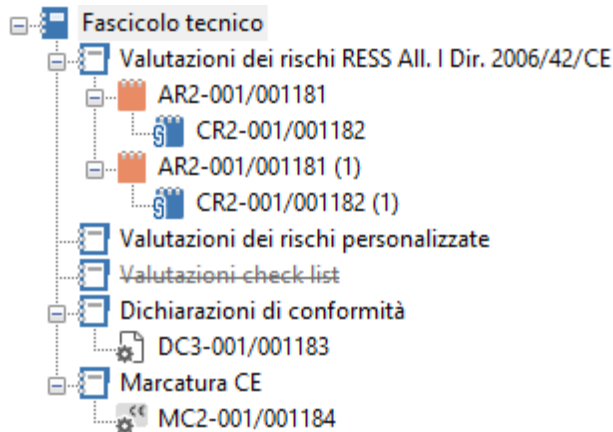 Fascicolo tecnico
Valutazioni dei rischi RESS All. I Dir. 2006/42/CE
AR2-001/001181
CR2-001/001182
AR2-001/001181 (1)
CR2-001/001182 (1)
Valutazioni dei rischi personalizzate
Valutazioni check list
Dichiarazioni di conformità
DC3-001/001183
Marcatura CE
MC2-001/001184